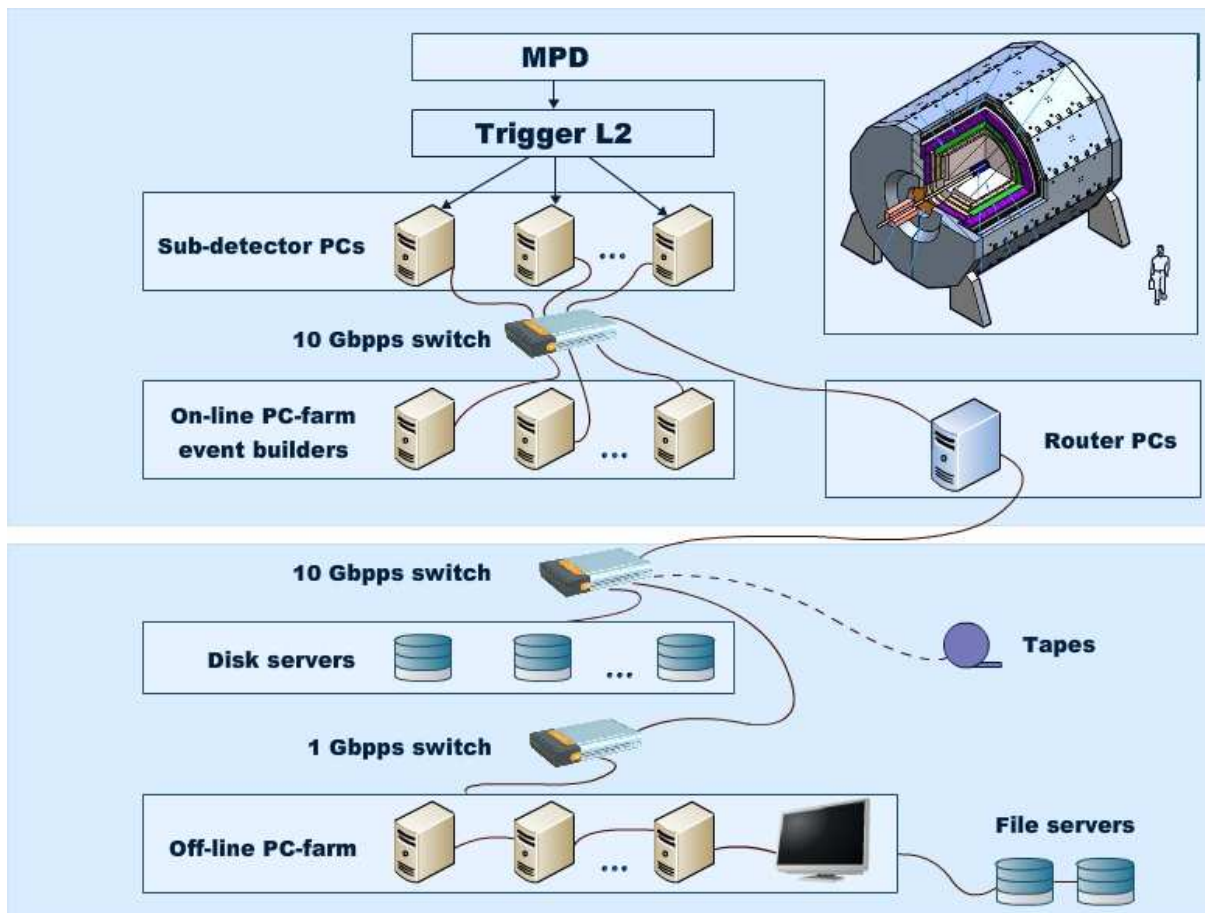 MPD
Trigger L2
Sub-detector PCs
10 Gbpps switch
On-line PC-farm
event builders
Router PCs
10 Gbpps switch
Disk servers
Tapes
1 Gbpps switch
Off-line PC-farm
File servers